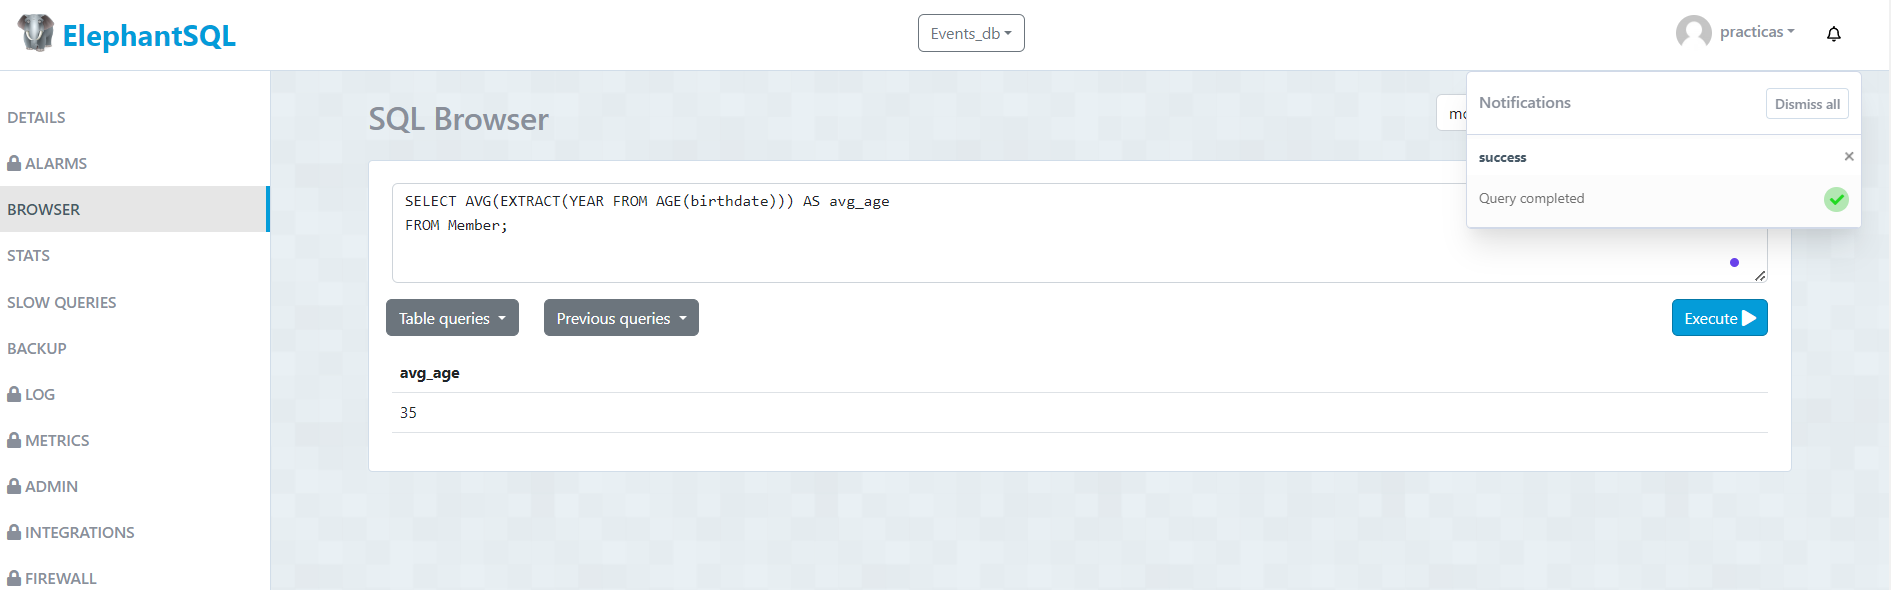 ElephantSQL
Events_db
practicas
DETAILS
ALARMS
BROWSER
STATS
SLOW QUERIES
BACKUP
LOG
METRICS
ADMIN
INTEGRATIONS
FIREWALL
SQL Browser
Notifications
Dismiss all
success
Query completed
SELECT AVG(EXTRACT(YEAR FROM AGE(birthdate))) AS avg_age
FROM Member;
Table queries
Previous queries
Execute
avg_age
35